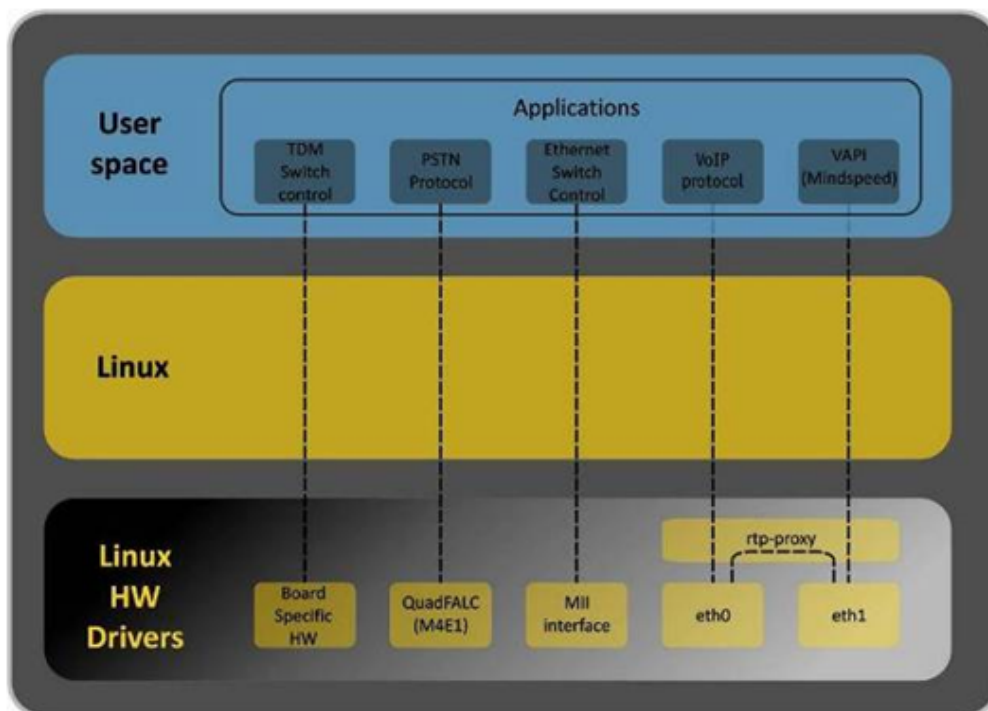 User
space
Applications
TDM
Switch
control
PSTN
Protocol
Ethernet
Switch
Control
VoIP
protocol
VAPI
(Mindspeed)
Linux
Linux
HW
Drivers
rtp-proxy
Board
Specific
HW
QuadFALC
(M4E1)
MII
interface
eth0
eth1